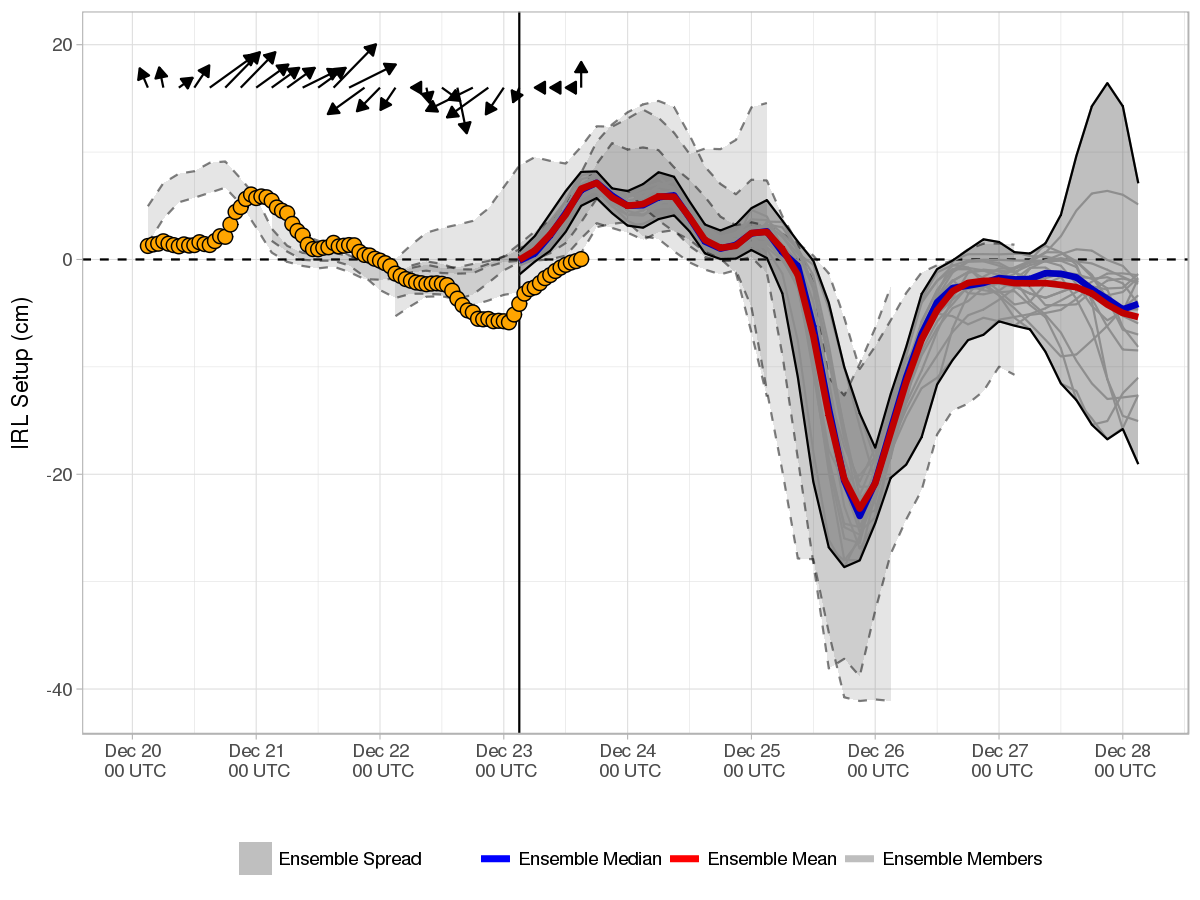 IRL Setup (cm)
20
0
-20
-40
Dec 20 Dec 21 Dec 22 Dec 23 Dec 24 Dec 25 Dec 26 Dec 27 Dec 28
00 UTC 00 UTC 00 UTC 00 UTC 00 UTC 00 UTC 00 UTC 00 UTC 00 UTC
Ensemble Spread Ensemble Median Ensemble Mean Ensemble Members